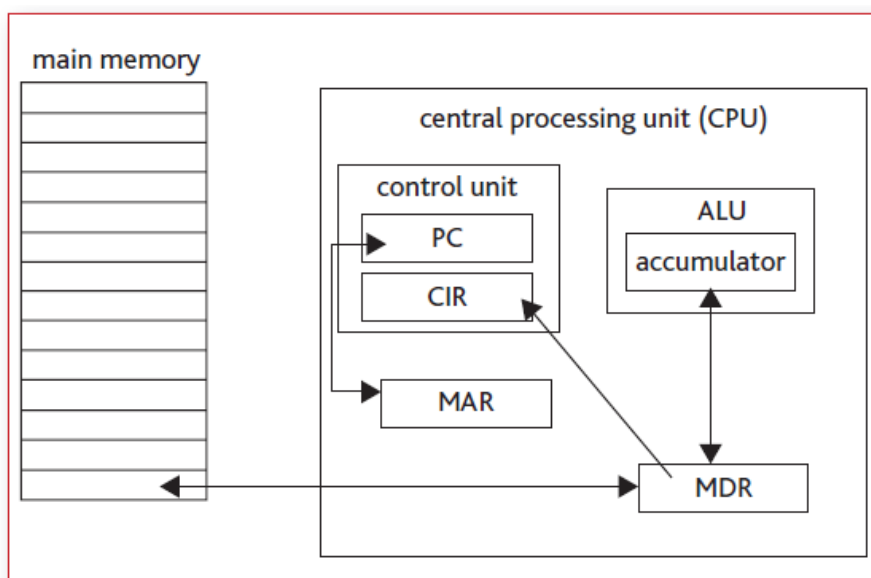 main memory
central processing unit (CPU)
control unit
PC
CIR
ALU
accumulator
MAR
MDR